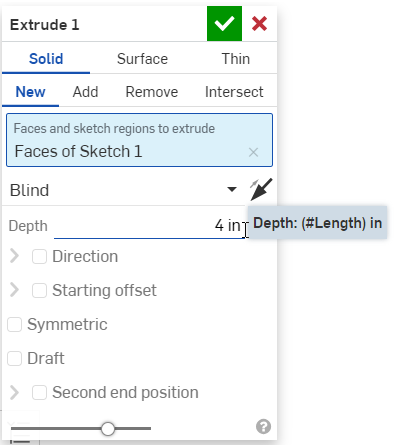 Extrude 1
Solid Surface Thin
New Add Remove Intersect
Faces and sketch regions to extrude
Faces of Sketch 1
Blind
Depth 4 in
Depth: (#Length) in
Direction
Starting offset
Symmetric
Draft
Second end position
?